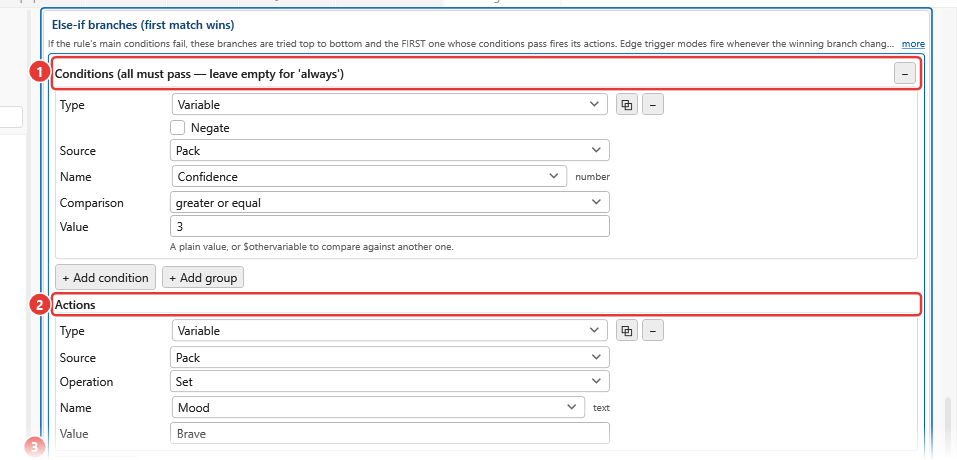 Else-if branches (first match wins)
If the rule's main conditions fail, these branches are tried top to bottom and the FIRST one whose conditions pass fires its actions. Edge trigger modes fire whenever the winning branch chang... more
1 Conditions (all must pass — leave empty for 'always') −
Type Variable −
Negate
Source Pack
Name Confidence number
Comparison greater or equal
Value 3
A plain value, or $othervariable to compare against another one.
+ Add condition + Add group
2 Actions
Type Variable −
Source Pack
Operation Set
Name Mood text
3 Value Brave